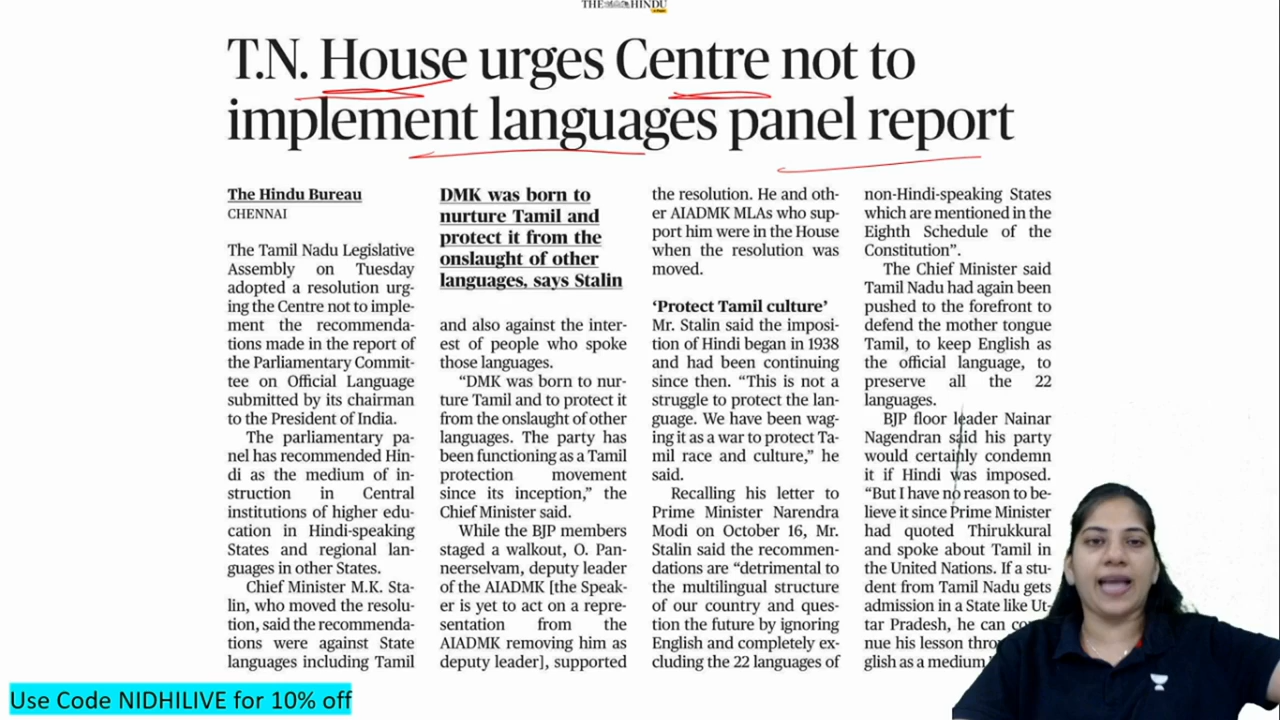 THE HINDU
T.N. House urges Centre not to
implement languages panel report
The Hindu Bureau
CHENNAI
The Tamil Nadu Legislative
Assembly on Tuesday
adopted a resolution urg-
ing the Centre not to imple-
ment the recommenda-
tions made in the report of
the Parliamentary Commit-
tee on Official Language
submitted by its chairman
to the President of India.
The parliamentary pa-
nel has recommended Hin-
di as the medium of in-
struction in Central
institutions of higher edu-
cation in Hindi-speaking
States and regional lan-
guages in other States.
Chief Minister M.K. Sta-
lin, who moved the resolu-
tion, said the recommenda-
tions were against State
languages including Tamil
DMK was born to
nurture Tamil and
protect it from the
onslaught of other
languages, says Stalin
and also against the inter-
est of people who spoke
those languages.
“DMK was born to nur-
ture Tamil and to protect it
from the onslaught of other
languages. The party has
been functioning as a Tamil
protection movement
since its inception,” the
Chief Minister said.
While the BJP members
staged a walkout, O. Pan-
neerselvam, deputy leader
of the AIADMK [the Speak-
er is yet to act on a repre-
sentation from the
AIADMK removing him as
deputy leader], supported
the resolution. He and oth-
er AIADMK MLAs who sup-
port him were in the House
when the resolution was
moved.
‘Protect Tamil culture’
Mr. Stalin said the imposi-
tion of Hindi began in 1938
and had been continuing
since then. “This is not a
struggle to protect the lan-
guage. We have been wag-
ing it as a war to protect Ta-
mil race and culture,” he
said.
Recalling his letter to
Prime Minister Narendra
Modi on October 16, Mr.
Stalin said the recommen-
dations are “detrimental to
the multilingual structure
of our country and ques-
tion the future by ignoring
English and completely ex-
cluding the 22 languages of
non-Hindi-speaking States
which are mentioned in the
Eighth Schedule of the
Constitution”.
The Chief Minister said
Tamil Nadu had again been
pushed to the forefront to
defend the mother tongue
Tamil, to keep English as
the official language, to
preserve all the 22
languages.
BJP floor leader Nainar
Nagendran said his party
would certainly condemn
it if Hindi was imposed.
“But I have no reason to be-
lieve it since Prime Minister
had quoted Thirukkural
and spoke about Tamil in
the United Nations. If a stu-
dent from Tamil Nadu gets
admission in a State like Ut-
tar Pradesh, he can
nue his lesson
glish as a medium
Use Code NIDHILIVE for 10% off